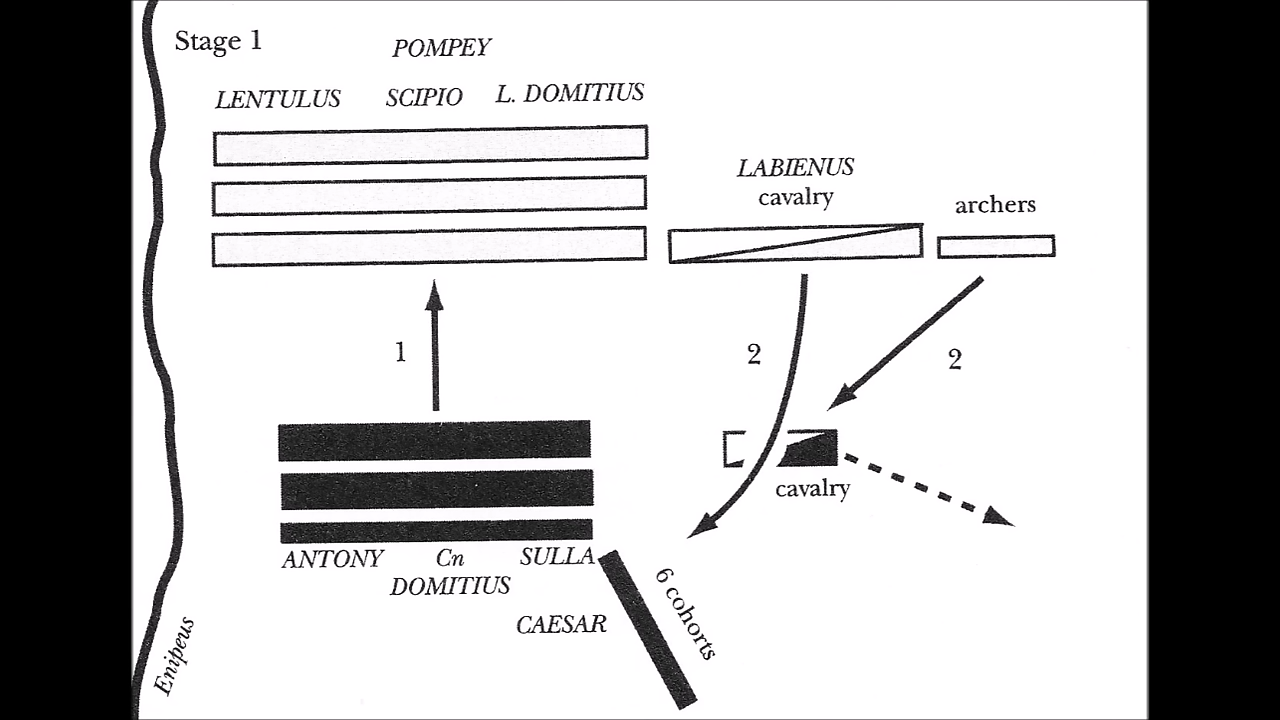 Stage 1
POMPEY
LENTULUS SCIPIO L. DOMITIUS
LABIENUS
cavalry
archers
1
2
2
cavalry
ANTONY Cn SULLA
DOMITIUS
CAESAR
6 cohorts
Enipeus